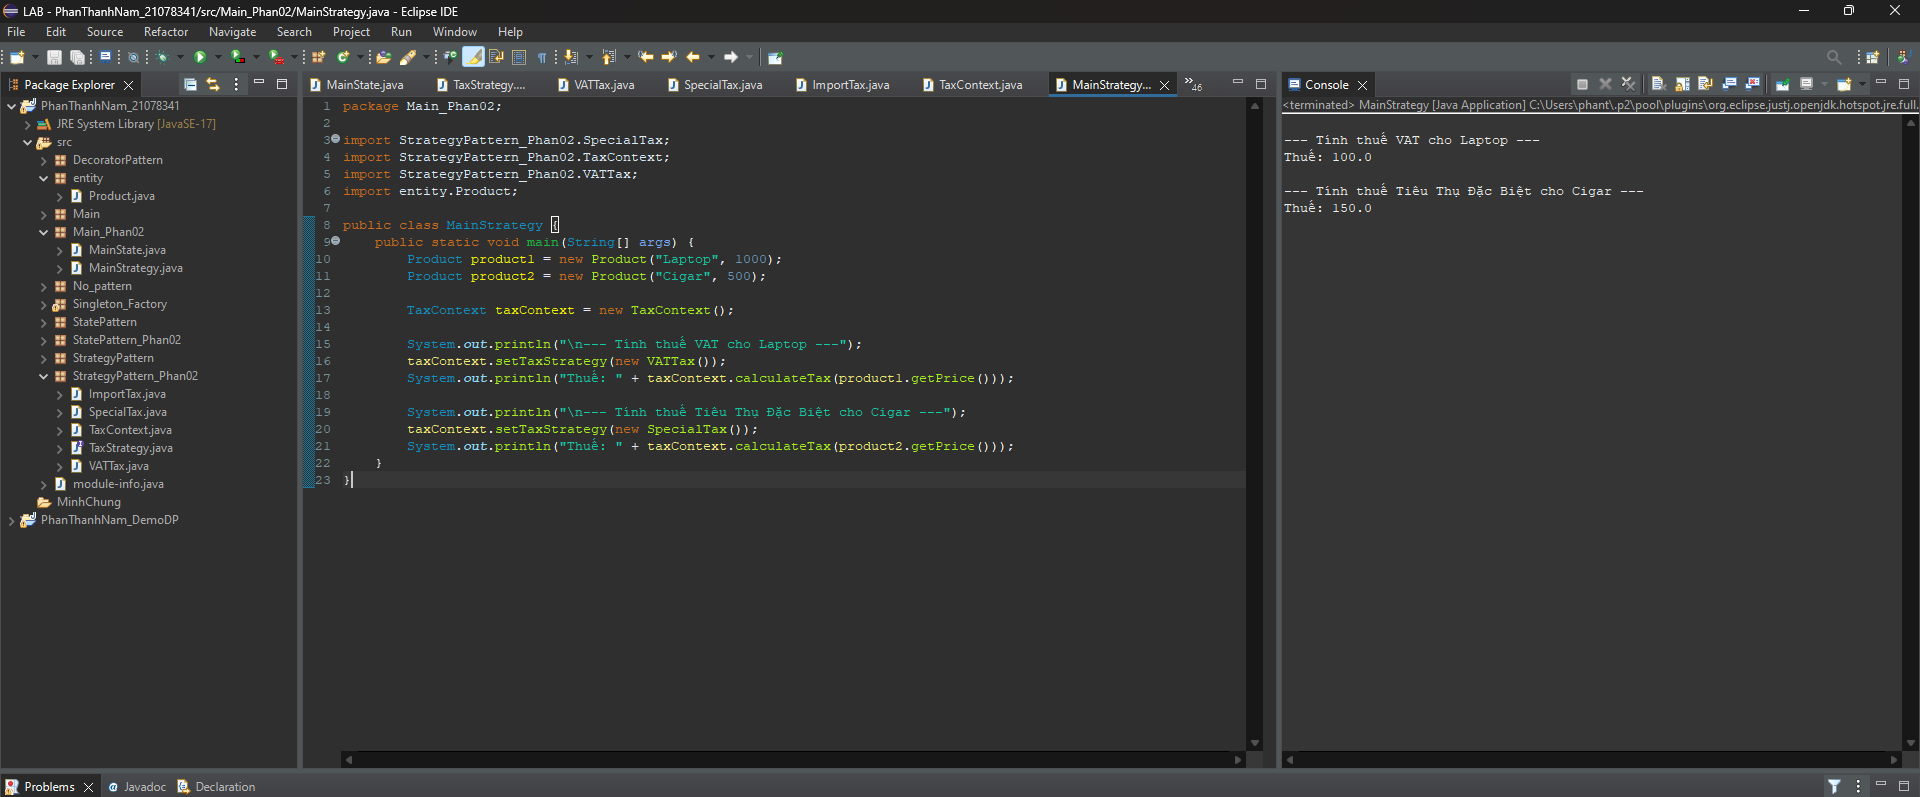 LAB - PhanThanhNam_21078341/src/Main_Phan02/MainStrategy.java - Eclipse IDE
File Edit Source Refactor Navigate Search Project Run Window Help
Package Explorer
PhanThanhNam_21078341
JRE System Library [JavaSE-17]
src
DecoratorPattern
entity
Product.java
Main
Main_Phan02
MainState.java
MainStrategy.java
No_pattern
Singleton_Factory
StatePattern
StatePattern_Phan02
StrategyPattern
StrategyPattern_Phan02
ImportTax.java
SpecialTax.java
TaxContext.java
TaxStrategy.java
VATTax.java
module-info.java
MinhChung
PhanThanhNam_DemoDP
MainState.java TaxStrategy.... VATTax.java SpecialTax.java ImportTax.java TaxContext.java MainStrategy... »46
1 package Main_Phan02;
2
3 import StrategyPattern_Phan02.SpecialTax;
4 import StrategyPattern_Phan02.TaxContext;
5 import StrategyPattern_Phan02.VATTax;
6 import entity.Product;
7
8 public class MainStrategy {
9 public static void main(String[] args) {
10 Product product1 = new Product("Laptop", 1000);
11 Product product2 = new Product("Cigar", 500);
12
13 TaxContext taxContext = new TaxContext();
14
15 System.out.println("\n--- Tính thuế VAT cho Laptop ---");
16 taxContext.setTaxStrategy(new VATTax());
17 System.out.println("Thuế: " + taxContext.calculateTax(product1.getPrice()));
18
19 System.out.println("\n--- Tính thuế Tiêu Thụ Đặc Biệt cho Cigar ---");
20 taxContext.setTaxStrategy(new SpecialTax());
21 System.out.println("Thuế: " + taxContext.calculateTax(product2.getPrice()));
22 }
23 }
Console
<terminated> MainStrategy [Java Application] C:\Users\phant\.p2\pool\plugins\org.eclipse.justj.openjdk.hotspot.jre.full.
--- Tính thuế VAT cho Laptop ---
Thuế: 100.0
--- Tính thuế Tiêu Thụ Đặc Biệt cho Cigar ---
Thuế: 150.0
Problems @ Javadoc Declaration